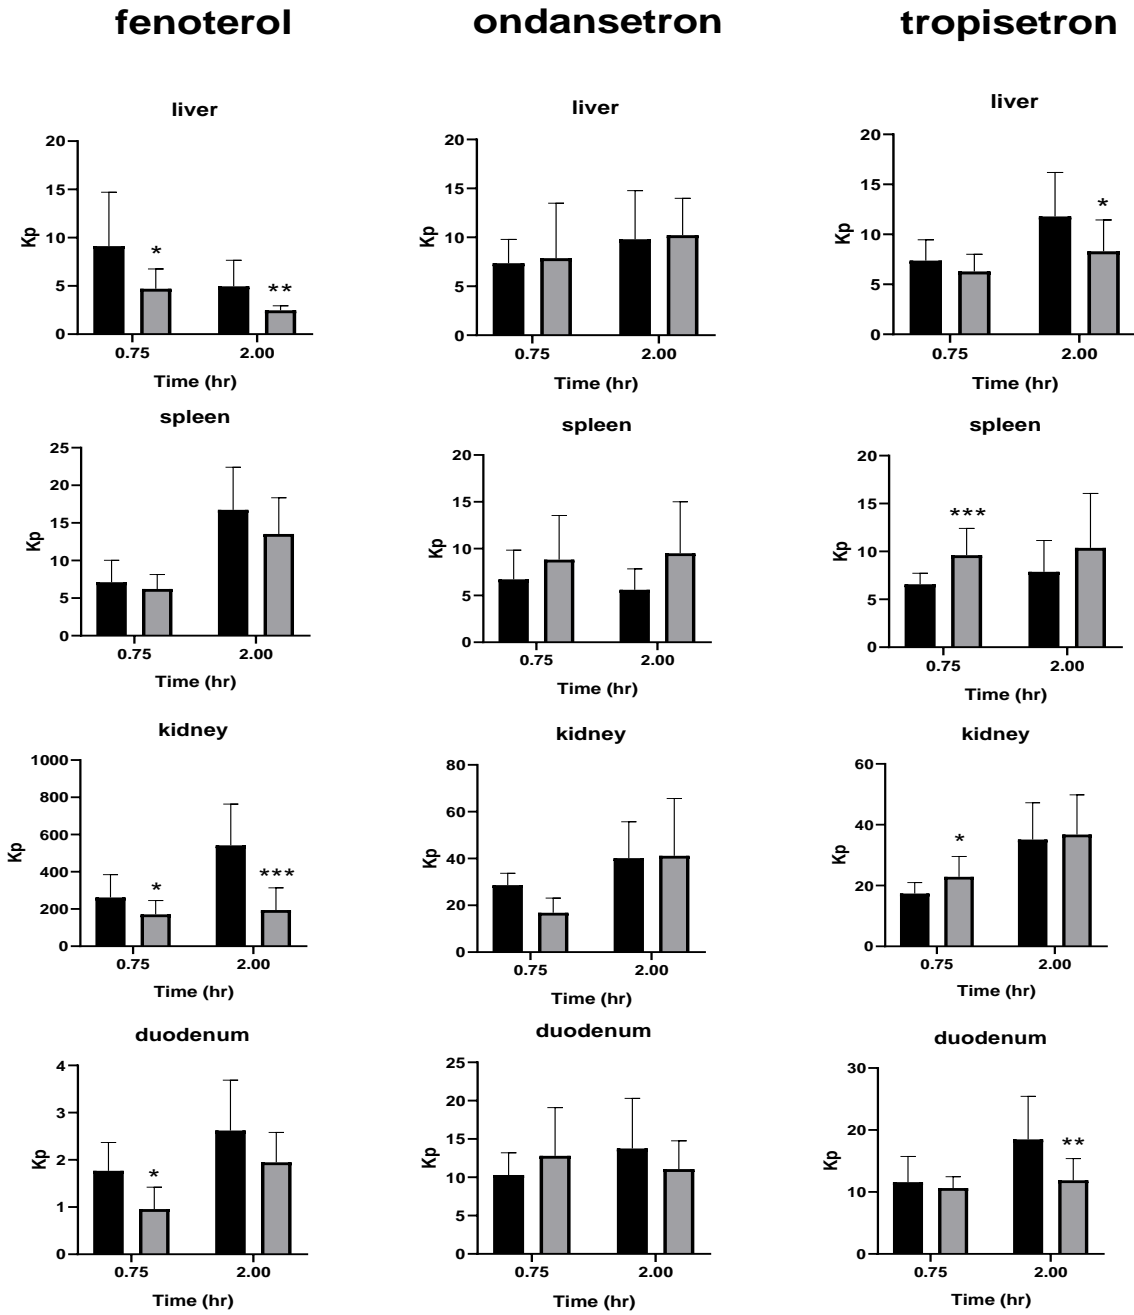 fenoterol ondansetron tropisetron
liver liver liver
20 20 20
15 15 15
* *
10 10 10
Kp Kp Kp
** 
5 5 5
0 0 0
0.75 2.00 0.75 2.00 0.75 2.00
Time (hr) Time (hr) Time (hr)
spleen spleen spleen
25 20 20
20 15 15
***
15 10 10
Kp Kp Kp
10 5 5
5 0 0
0
0.75 2.00 0.75 2.00 0.75 2.00
Time (hr) Time (hr) Time (hr)
kidney kidney kidney
1000 80 60
800 60 40
*
600 40 20
Kp Kp Kp
400 20 0
* ***
200 0
0
0.75 2.00 0.75 2.00 0.75 2.00
Time (hr) Time (hr) Time (hr)
duodenum duodenum duodenum
4 25 30
3 20 20
**
2 15 10
Kp Kp Kp
* 
1 10 0
0 5
0
0.75 2.00 0.75 2.00 0.75 2.00
Time (hr) Time (hr) Time (hr)